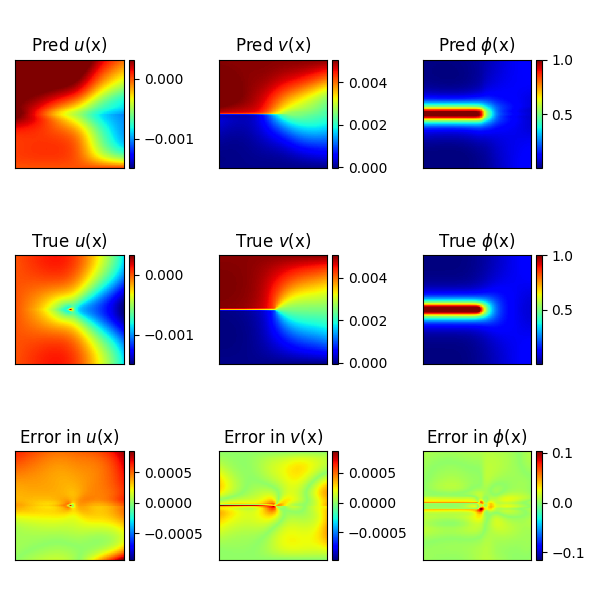 Pred u(x)
Pred v(x)
Pred ϕ(x)
0.000
−0.001
0.004
0.002
0.000
1.0
0.5
True u(x)
True v(x)
True ϕ(x)
0.000
−0.001
0.004
0.002
0.000
1.0
0.5
Error in u(x)
Error in v(x)
Error in ϕ(x)
0.0005
0.0000
−0.0005
0.0005
0.0000
−0.0005
0.1
0.0
−0.1